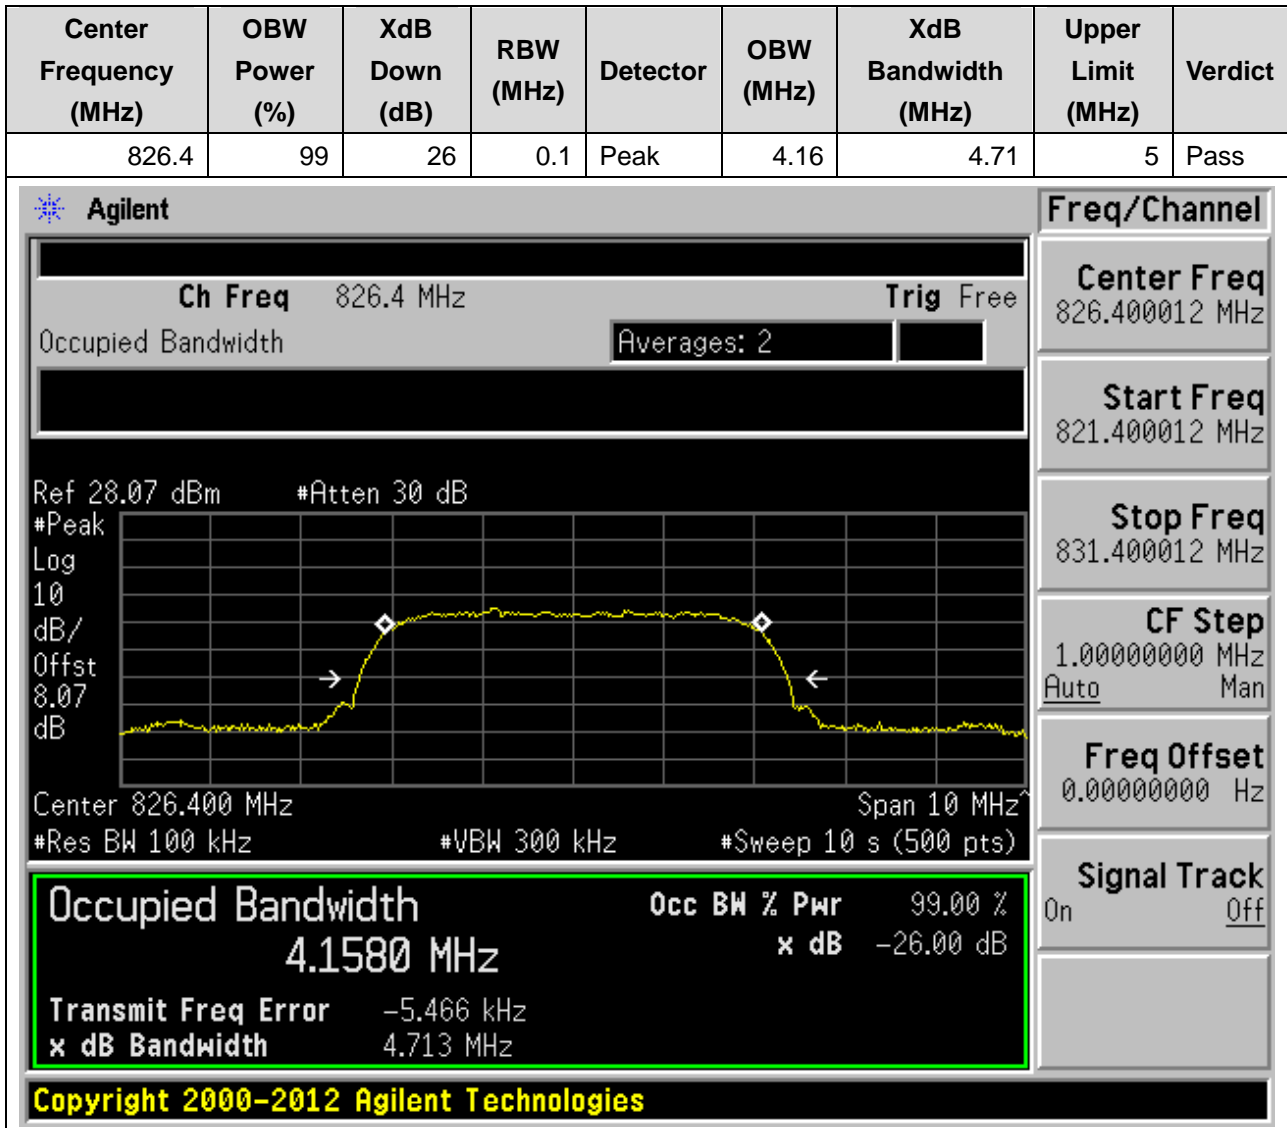 Center Frequency (MHz) OBW Power (%) XdB Down (dB) RBW (MHz) Detector OBW (MHz) XdB Bandwidth (MHz) Upper Limit (MHz) Verdict
826.4 99 26 0.1 Peak 4.16 4.71 5 Pass
Agilent
Freq/Channel
Ch Freq 826.4 MHz Trig Free
Occupied Bandwidth Averages: 2
Center Freq
826.400012 MHz
Start Freq
821.400012 MHz
Stop Freq
831.400012 MHz
CF Step
1.00000000 MHz
Auto Man
Freq Offset
0.00000000 Hz
Signal Track
On Off
Ref 28.07 dBm #Atten 30 dB
#Peak
Log
10
dB/
Offst
8.07
dB
Center 826.400 MHz Span 10 MHz^
#Res BW 100 kHz #VBW 300 kHz #Sweep 10 s (500 pts)
Occupied Bandwidth Occ BW % Pwr 99.00 %
4.1580 MHz x dB -26.00 dB
Transmit Freq Error -5.466 kHz
x dB Bandwidth 4.713 MHz
Copyright 2000-2012 Agilent Technologies